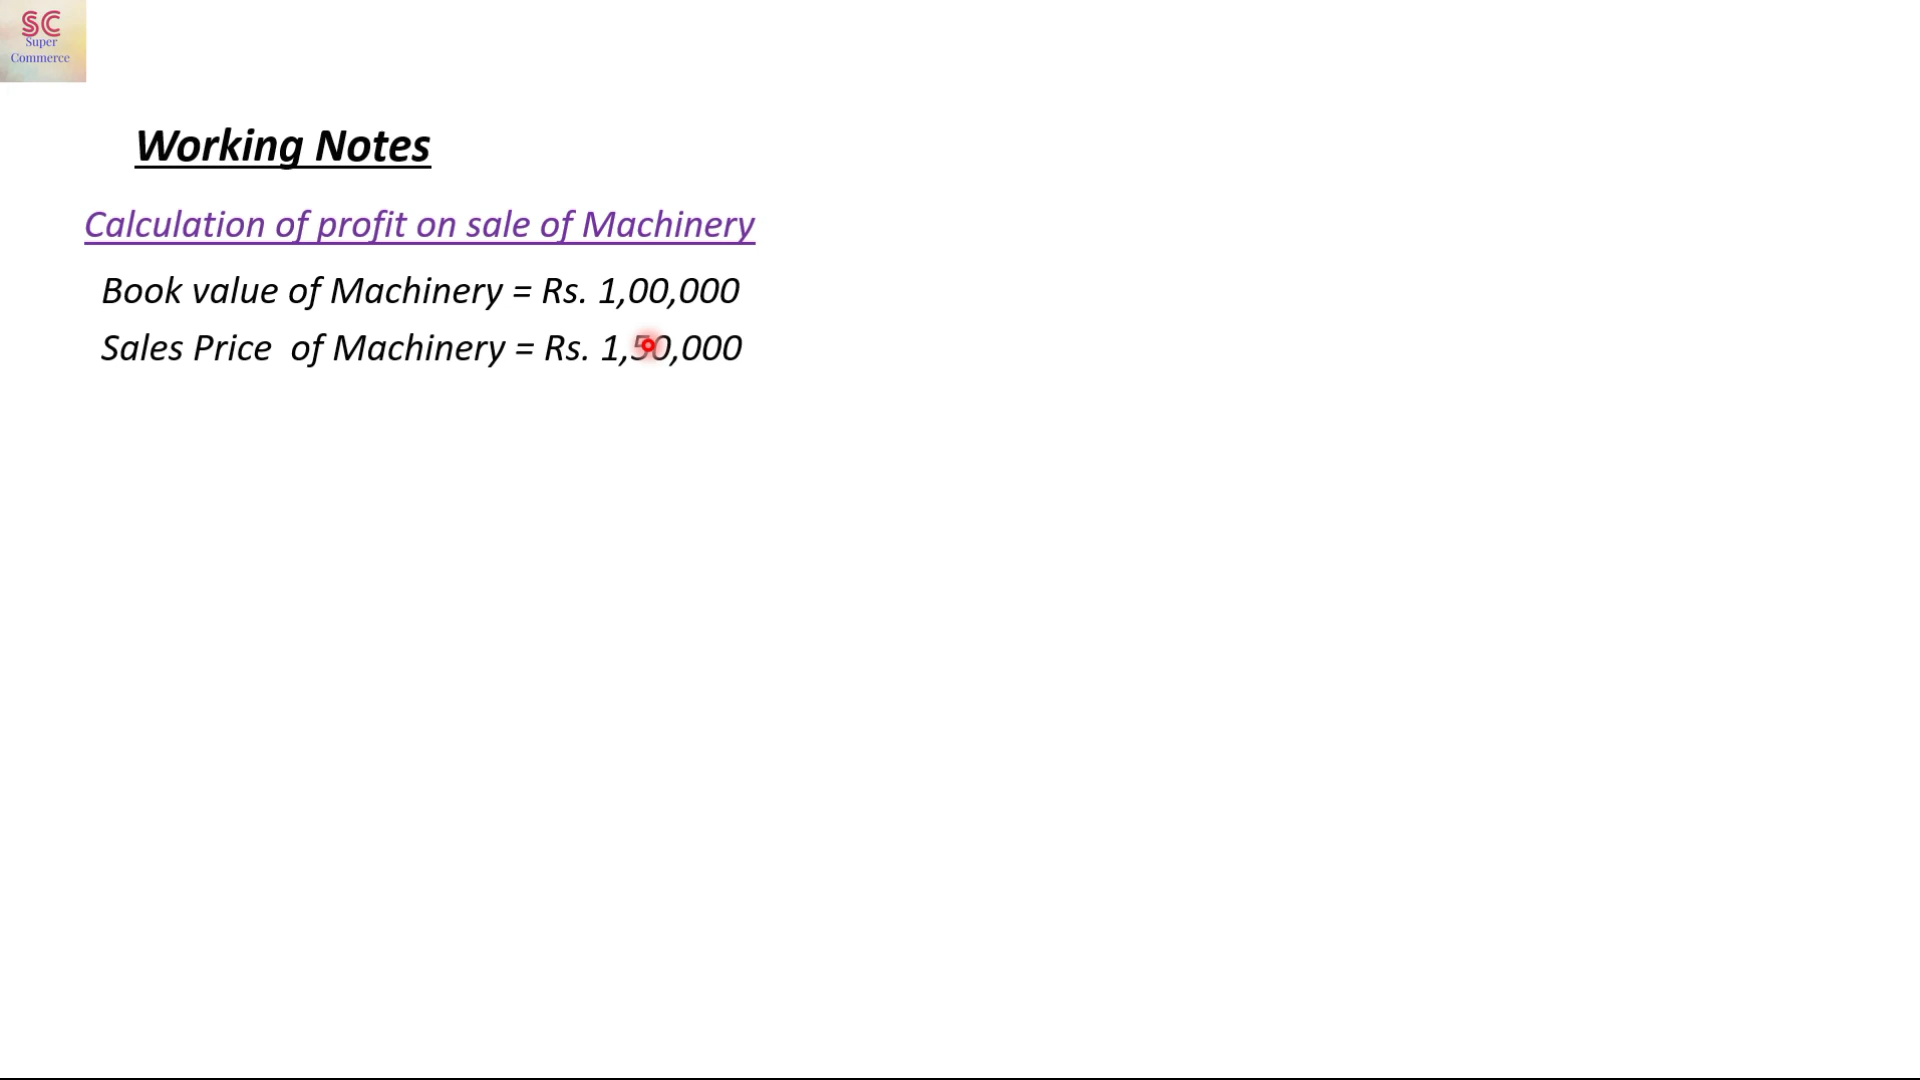 SC
Super
Commerce
Working Notes
Calculation of profit on sale of Machinery
Book value of Machinery = Rs. 1,00,000
Sales Price of Machinery = Rs. 1,50,000